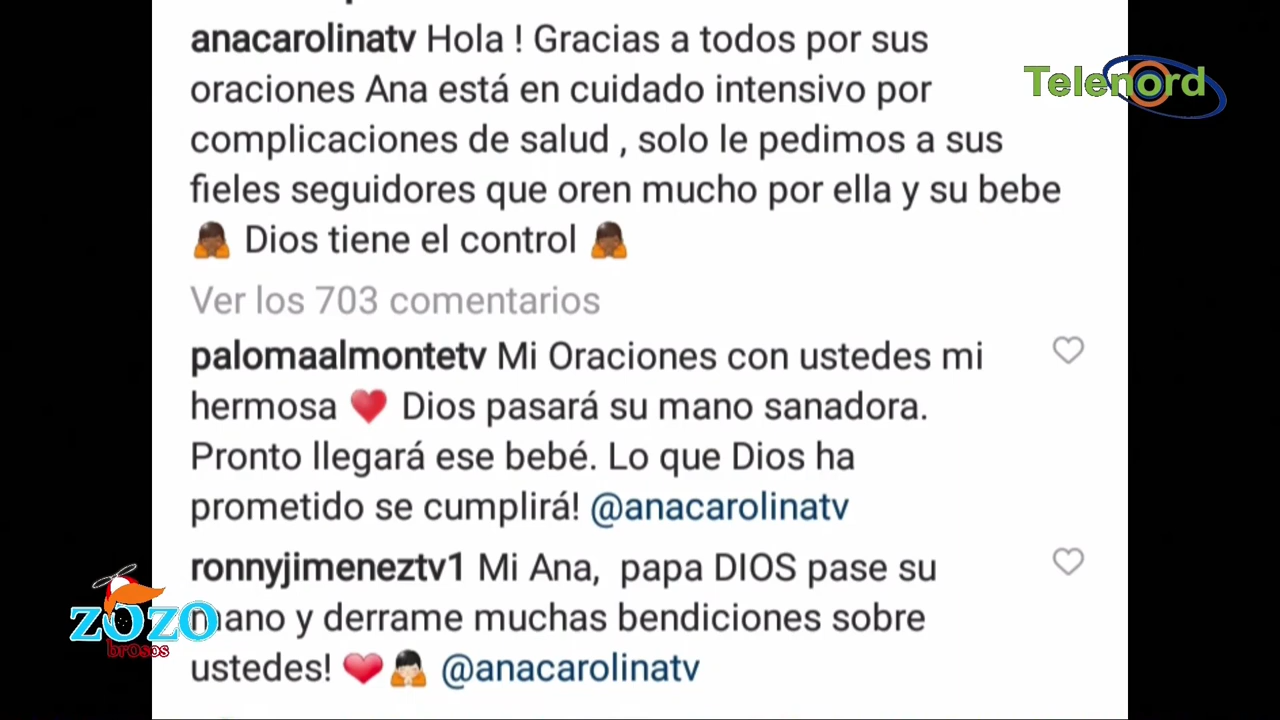 anacarolinatv Hola ! Gracias a todos por sus
oraciones Ana está en cuidado intensivo por
complicaciones de salud , solo le pedimos a sus
fieles seguidores que oren mucho por ella y su bebe
🙏🏾 Dios tiene el control 🙏🏾
Ver los 703 comentarios
palomaalmontetv Mi Oraciones con ustedes mi
hermosa ❤️ Dios pasará su mano sanadora.
Pronto llegará ese bebé. Lo que Dios ha
prometido se cumplirá! @anacarolinatv
ronnyjimeneztv1 Mi Ana, papa DIOS pase su
mano y derrame muchas bendiciones sobre
ustedes! ❤️🙏🏻 @anacarolinatv
Telenord
zozo
brosos